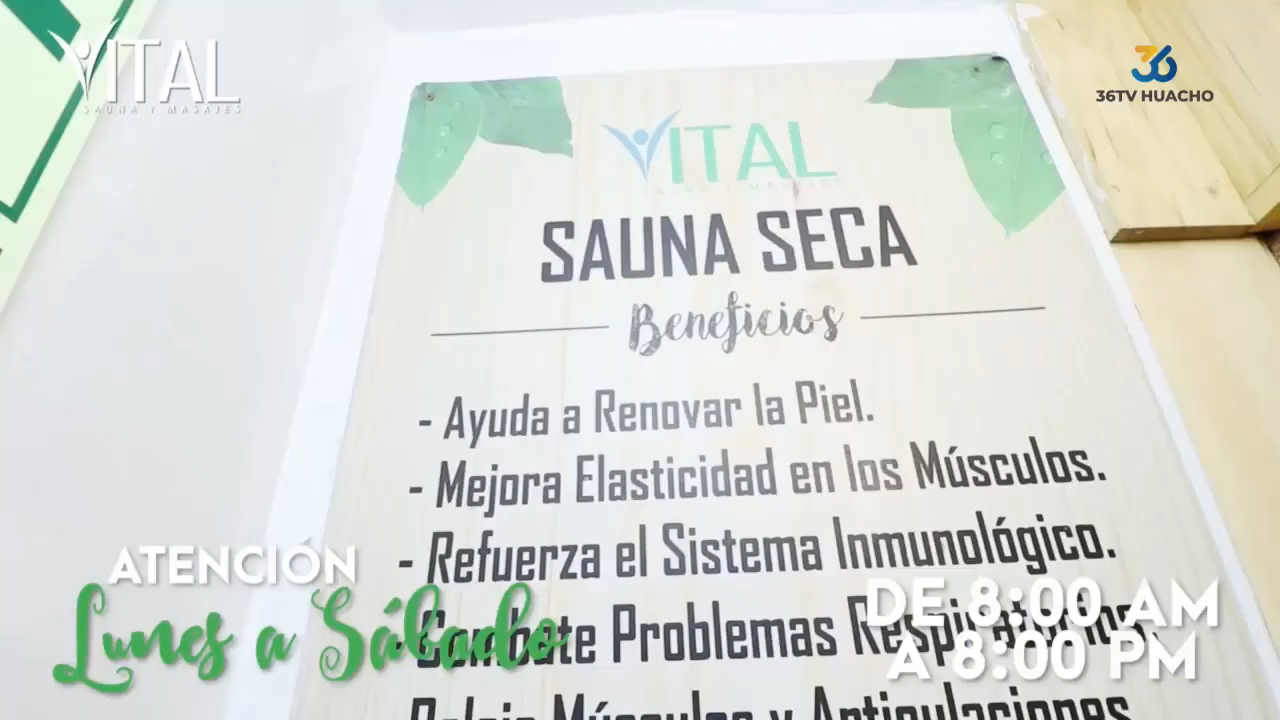 VITAL
SAUNA Y MASAJES
36
36TV HUACHO
VITAL
SAUNA SECA
Beneficios
- Ayuda a Renovar la Piel.
- Mejora Elasticidad en los Músculos.
- Refuerza el Sistema Inmunológico.
- Combate Problemas Respiratorios.
- Relaja Músculos y Articulaciones
ATENCIÓN
Lunes a Sábado
DE 8:00 AM
A 8:00 PM